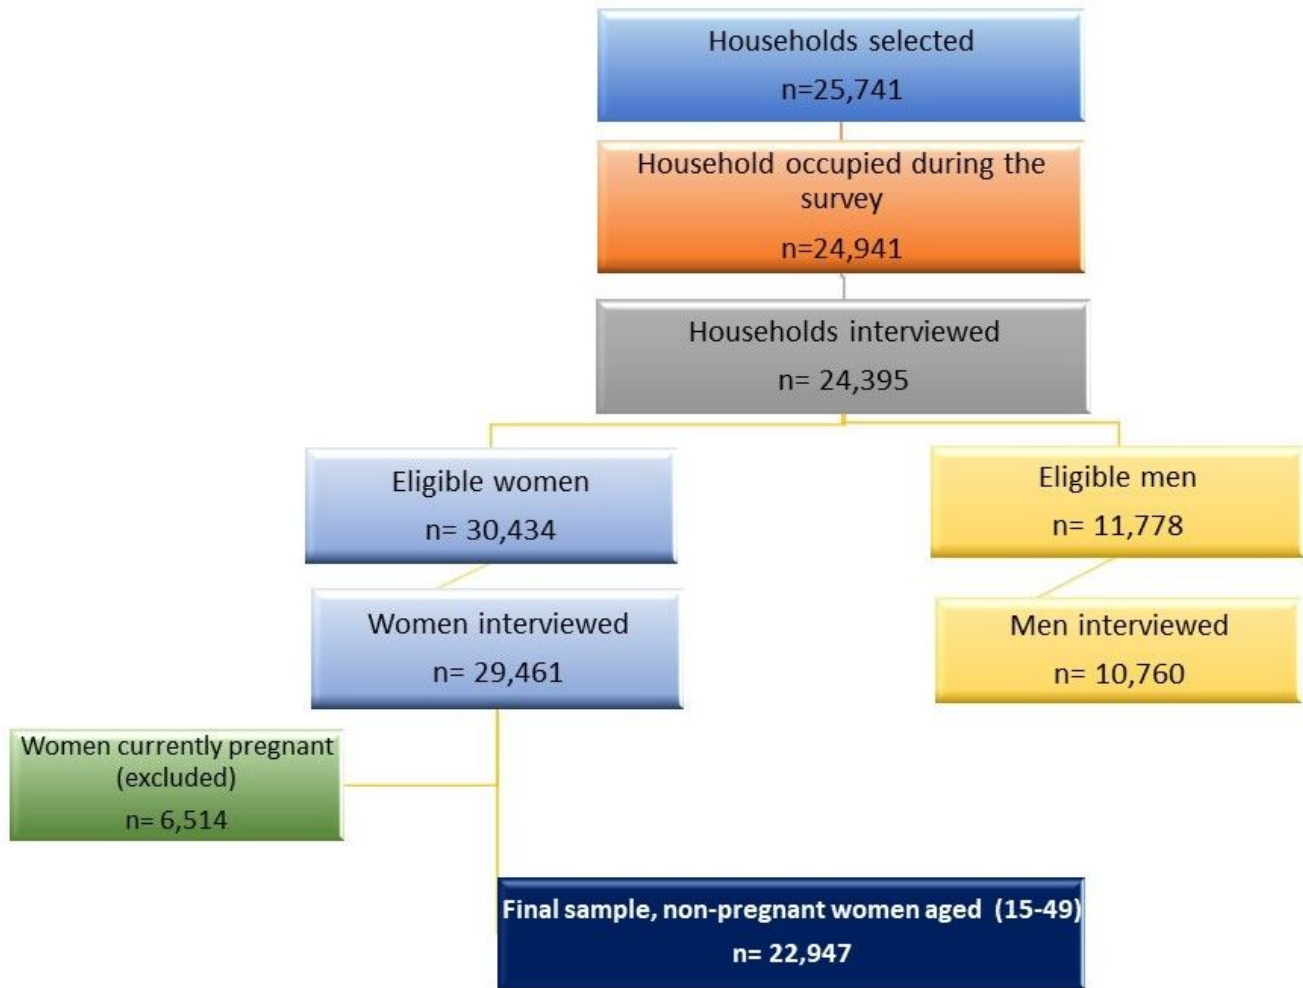 Households selected
n=25,741
Household occupied during the
survey
n=24,941
Households interviewed
n= 24,395
Eligible women
n= 30,434
Eligible men
n= 11,778
Women interviewed
n= 29,461
Men interviewed
n= 10,760
Women currently pregnant
(excluded)
n= 6,514
Final sample, non-pregnant women aged (15-49)
n= 22,947